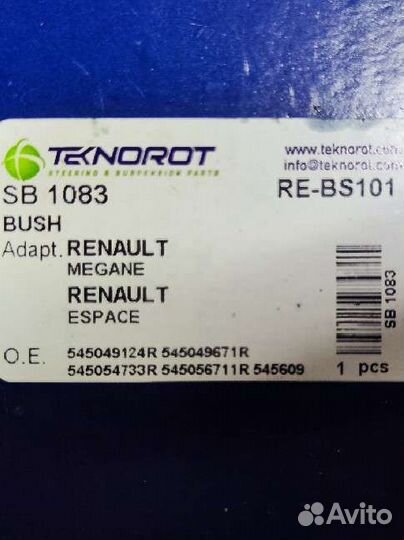 TEKNOROT
STEERING & SUSPENSION PARTS
www.teknorot.com
info@teknorot.com
SB 1083
RE-BS101
BUSH
Adapt. RENAULT
MEGANE
RENAULT
ESPACE
SB 1083
O.E. 545049124R 545049671R
545054733R 545056711R 545609
1 pcs
Avito